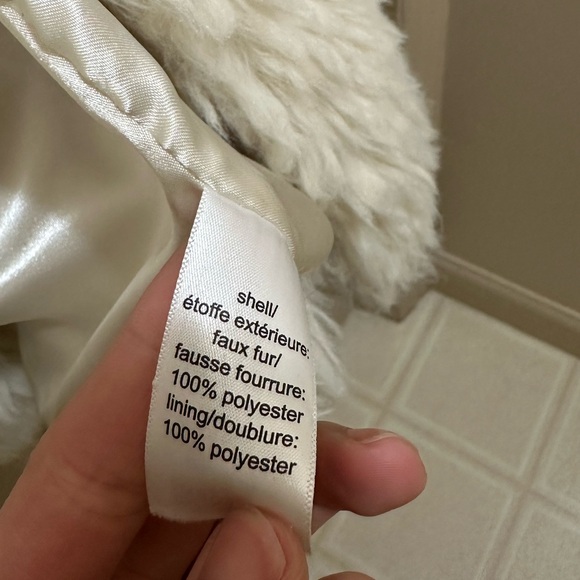 shell/
étoffe extérieure:
faux fur/
fausse fourrure:
100% polyester
lining/doublure:
100% polyester